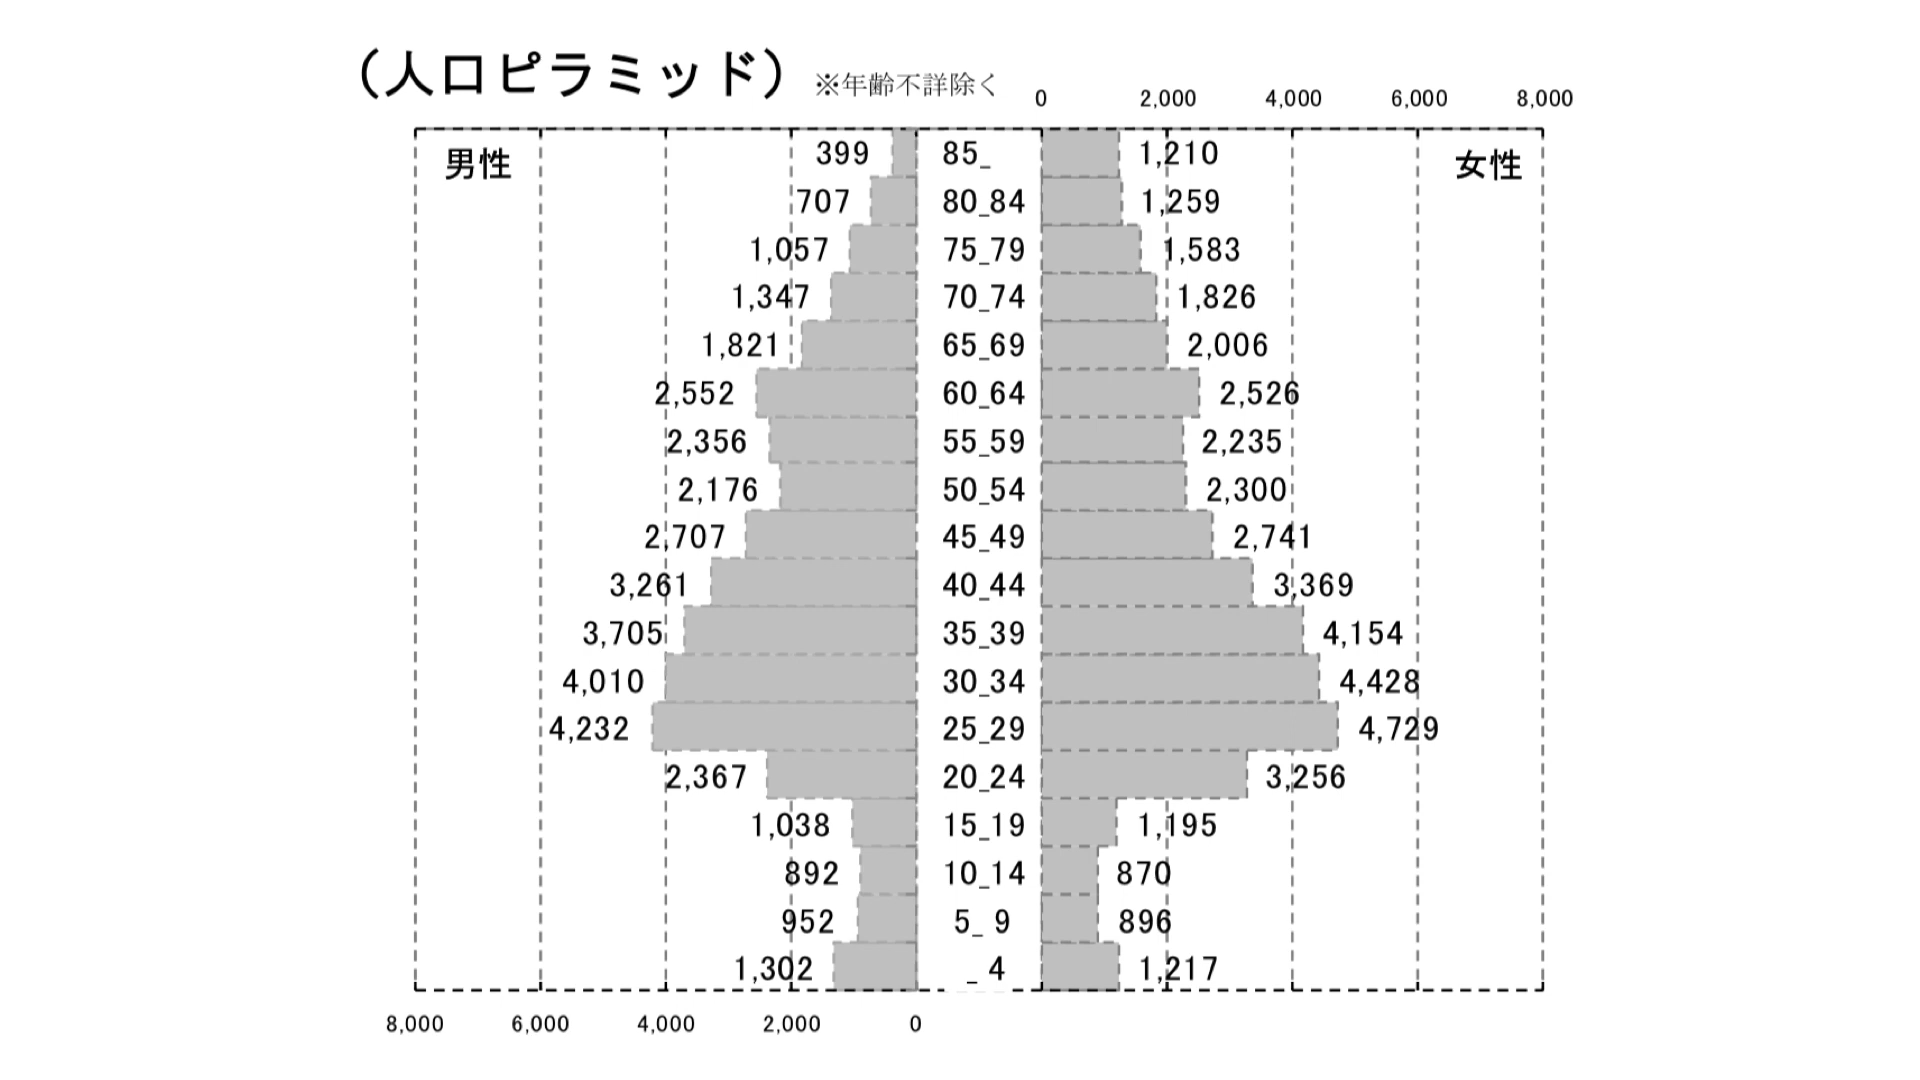 （人口ピラミッド） ※年齢不詳除く
0 2,000 4,000 6,000 8,000
男性 女性
399 85_ 1,210
707 80_84 1,259
1,057 75_79 1,583
1,347 70_74 1,826
1,821 65_69 2,006
2,552 60_64 2,526
2,356 55_59 2,235
2,176 50_54 2,300
2,707 45_49 2,741
3,261 40_44 3,369
3,705 35_39 4,154
4,010 30_34 4,428
4,232 25_29 4,729
2,367 20_24 3,256
1,038 15_19 1,195
892 10_14 870
952 5_ 9 896
1,302 _ 4 1,217
8,000 6,000 4,000 2,000 0